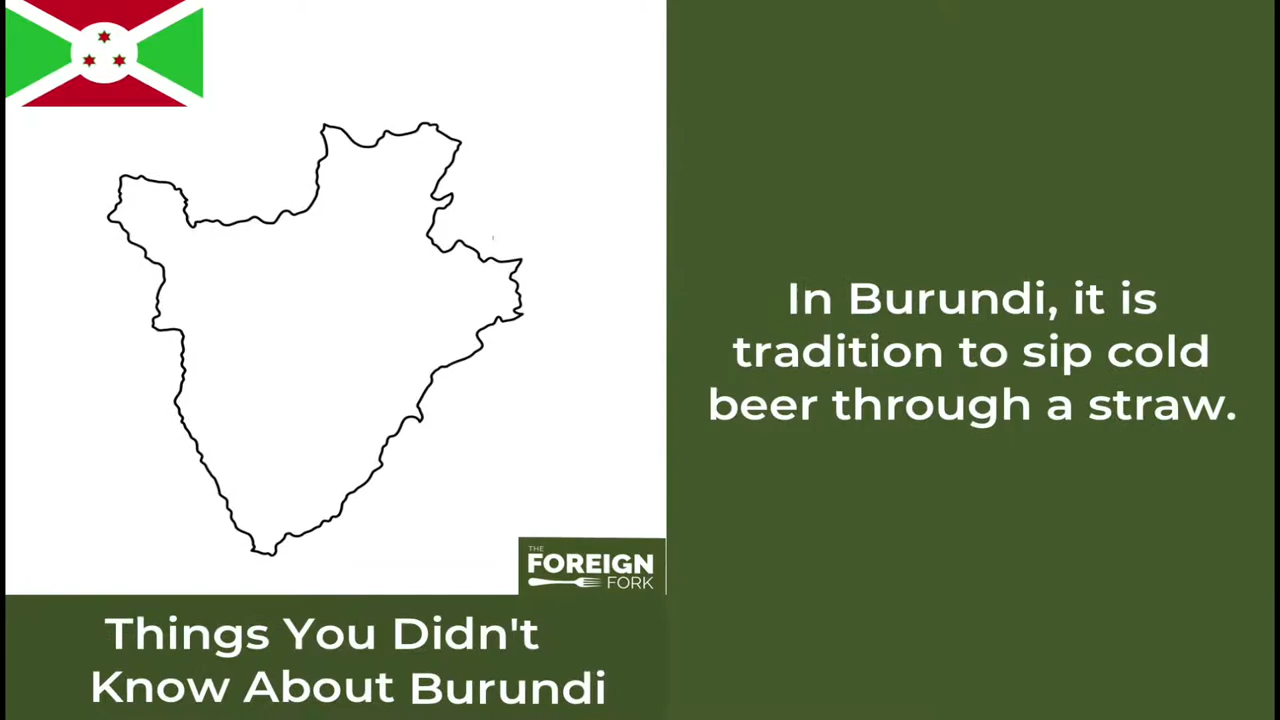 In Burundi, it is
tradition to sip cold
beer through a straw.
THE
FOREIGN
FORK
Things You Didn't
Know About Burundi